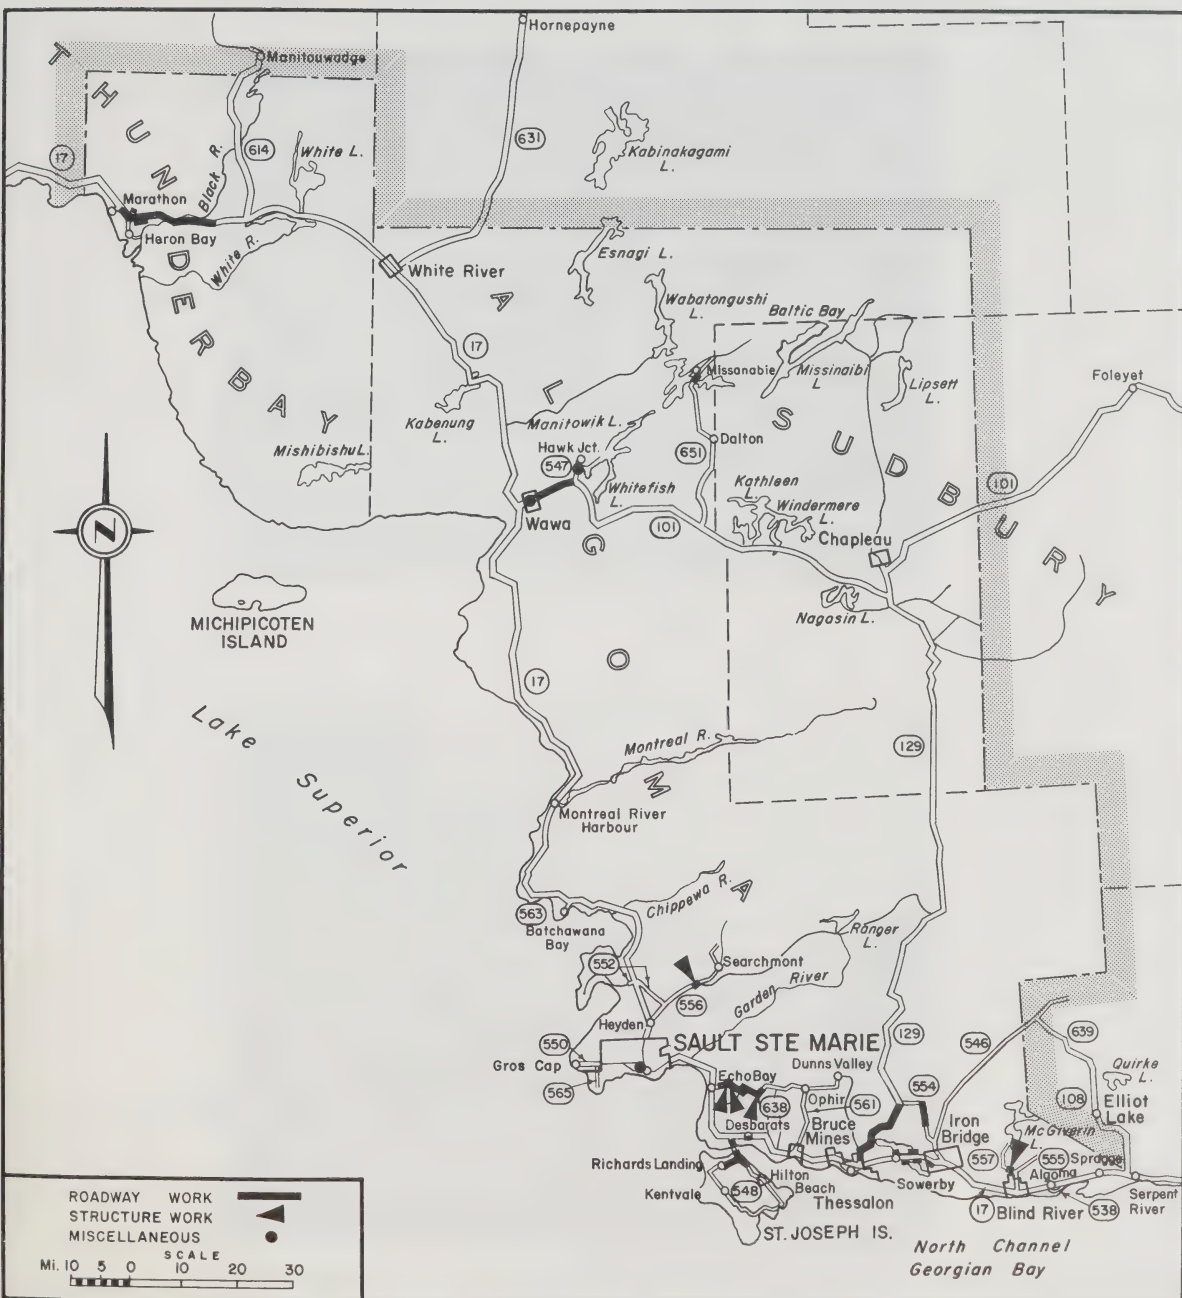 Hornepayne
Manitouwadge
THUNDER BAY
631
17
614
White L.
Black R.
Kabinakagami
L.
Marathon
Heron Bay
White R.
White River
Esnagi L.
ALGOMA
Wabatongushi
L.
Baltic Bay
17
Missanabie
Missinaibi
L
Lipsett
L.
Foleyet
Kabenung
L.
Manitowik L.
SUDBURY
Mishibishu L.
Hawk Jct.
547
651
Dalton
Whitefish
L.
Kathleen
L.
Windermere
L.
101
Wawa
101
Chapleau
N
MICHIPICOTEN
ISLAND
Nagasin L.
17
Lake Superior
Montreal R.
129
Montreal River
Harbour
Chippewa R.
563
Batchawana
Bay
Ranger
L.
552
Searchmont
556
Garden River
Heyden
550
SAULT STE MARIE
129
546
639
Gros Cap
565
Echo Bay
Dunns Valley
Quirke
L.
638
Ophir
561
554
108
Elliot
Lake
Desbarats
Bruce
Mines
Iron
Bridge
McGiverin
L.
557
555
Spragge
Richards Landing
Hilton
Beach
Sowerby
Algoma
Kentvale
548
Thessalon
17
Blind River
538
Serpent
River
ST. JOSEPH IS.
North Channel
Georgian Bay
ROADWAY WORK
STRUCTURE WORK
MISCELLANEOUS
SCALE
Mi. 10 5 0 10 20 30